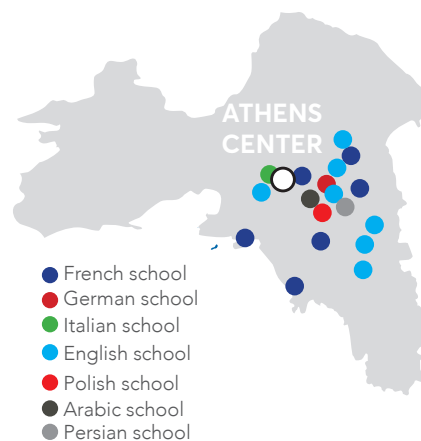 ATHENS
CENTER
French school
German school
Italian school
English school
Polish school
Arabic school
Persian school